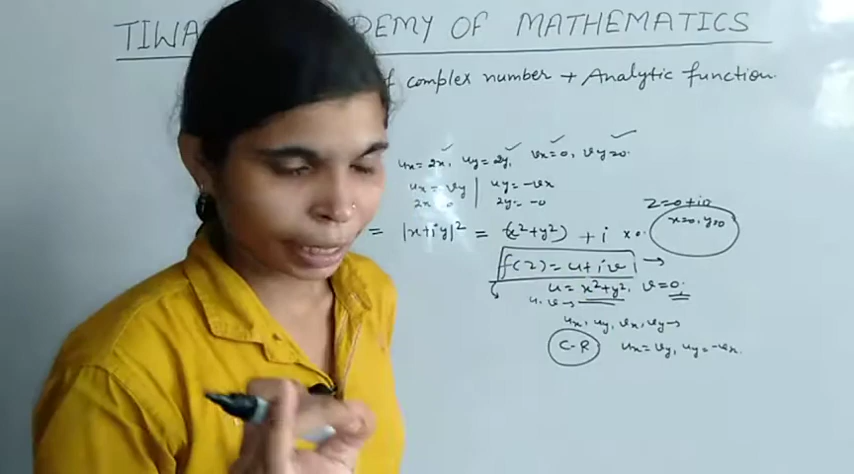 TIWA DEMY OF MATHEMATICS
of complex number + Analytic function.
ux = 2x, uy = 2y, vx = 0, vy = 0.
ux = vy | uy = -vx
2x 0 | 2y = -0
z = 0 + i0
x = 0, y = 0
= |x+iy|² = (x²+y²) + i x 0.
f(z) = u + iv →
u = x²+y², v = 0.
u, v →
ux, uy, vx, vy →
C-R ux = vy, uy = -vx.